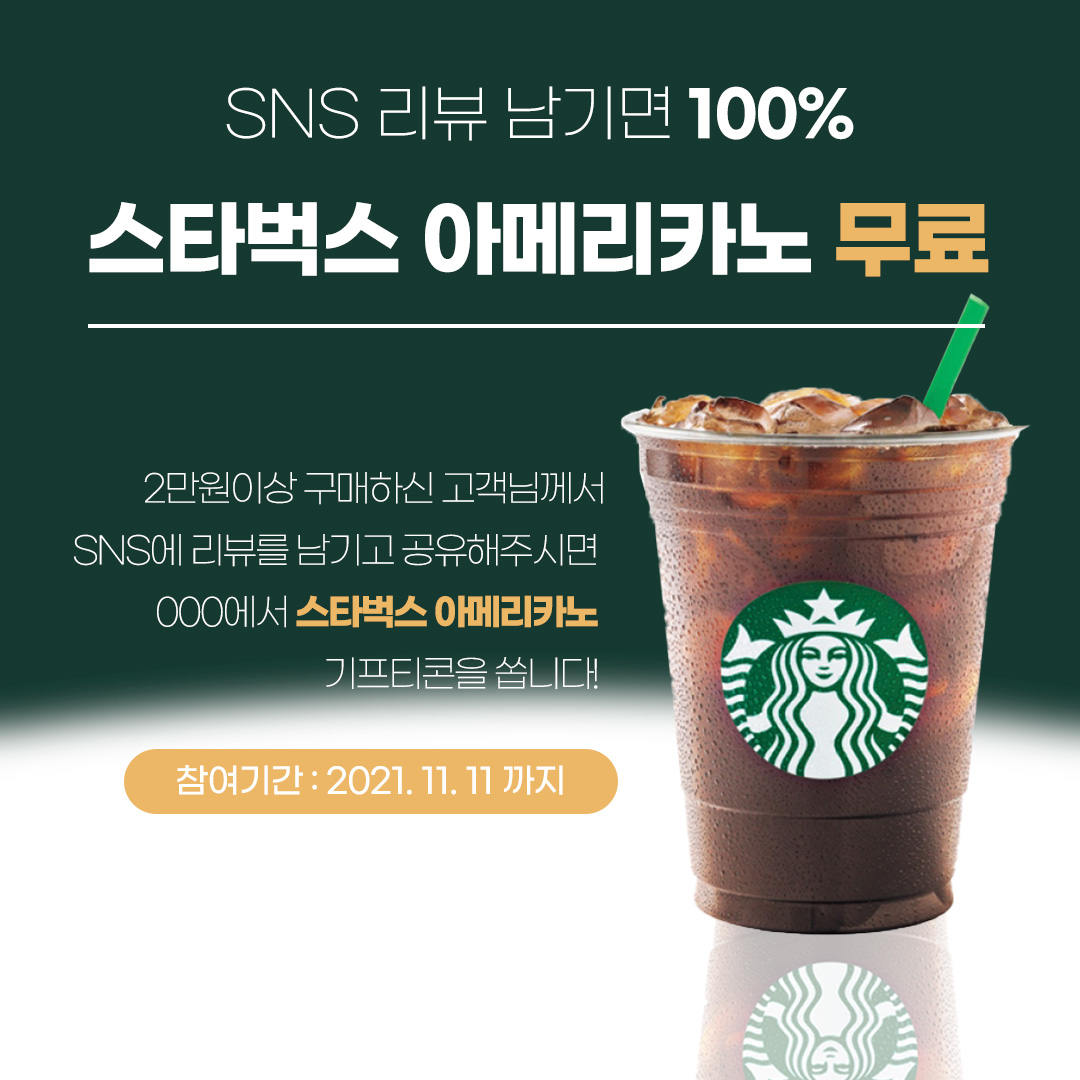 SNS 리뷰 남기면 100%
스타벅스 아메리카노 무료
2만원이상 구매하신 고객님께서
SNS에 리뷰를 남기고 공유해주시면
OOO에서 스타벅스 아메리카노
기프티콘을 쏩니다!
참여기간 : 2021. 11. 11 까지